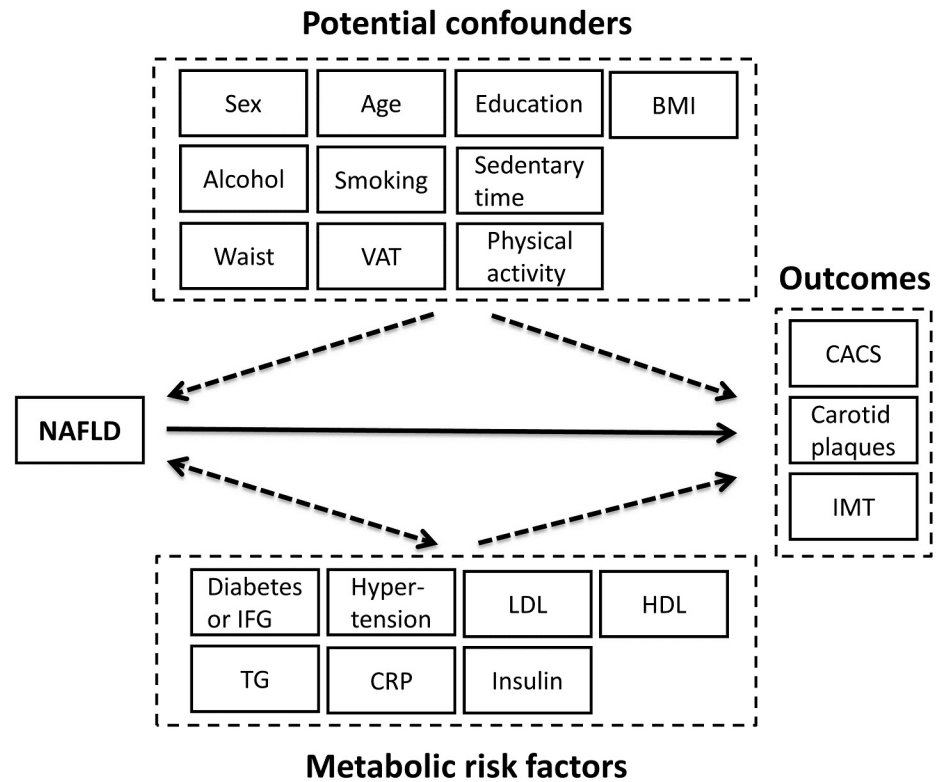 Potential confounders
Sex
Age
Education
BMI
Alcohol
Smoking
Sedentary
time
Waist
VAT
Physical
activity
Outcomes
CACS
Carotid
plaques
IMT
NAFLD
Diabetes
or IFG
Hyper-
tension
LDL
HDL
TG
CRP
Insulin
Metabolic risk factors